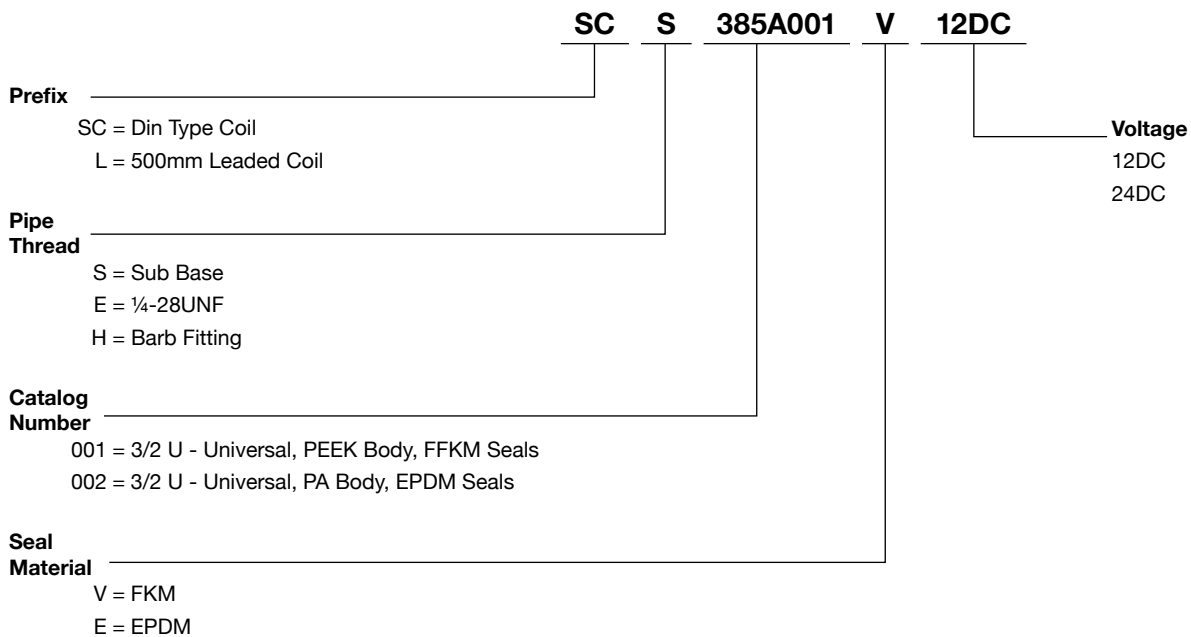 SC S 385A001 V 12DC
Prefix
SC = Din Type Coil
L = 500mm Leaded Coil
Voltage
12DC
24DC
Pipe
Thread
S = Sub Base
E = ¼-28UNF
H = Barb Fitting
Catalog
Number
001 = 3/2 U - Universal, PEEK Body, FFKM Seals
002 = 3/2 U - Universal, PA Body, EPDM Seals
Seal
Material
V = FKM
E = EPDM